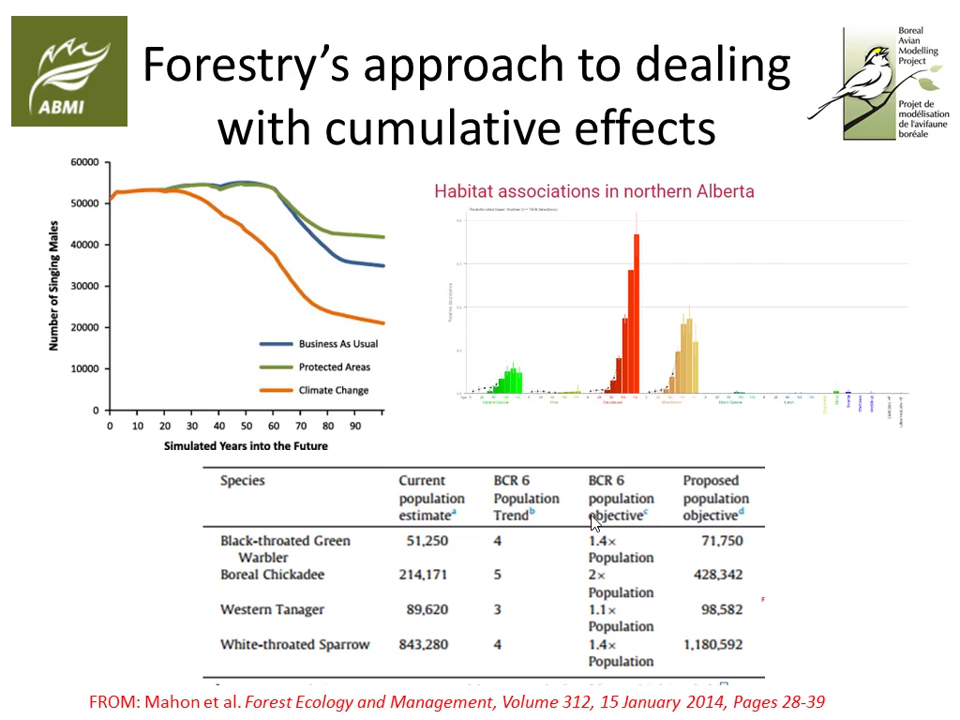 ABMI
Forestry’s approach to dealing
with cumulative effects
Boreal
Avian
Modelling
Project
Projet de
modélisation
de l'avifaune
boréale
60000
50000
40000
30000
20000
10000
0
Number of Singing Males
Business As Usual
Protected Areas
Climate Change
0 10 20 30 40 50 60 70 80 90
Simulated Years into the Future
Habitat associations in northern Alberta
Species Current BCR 6 BCR 6 Proposed
population Population population population
estimateᵃ Trendᵇ objectiveᶜ objectiveᵈ
Black-throated Green 51,250 4 1.4× 71,750
Warbler Population
Boreal Chickadee 214,171 5 2× 428,342
Population
Western Tanager 89,620 3 1.1× 98,582
Population
White-throated Sparrow 843,280 4 1.4× 1,180,592
Population
FROM: Mahon et al. Forest Ecology and Management, Volume 312, 15 January 2014, Pages 28-39